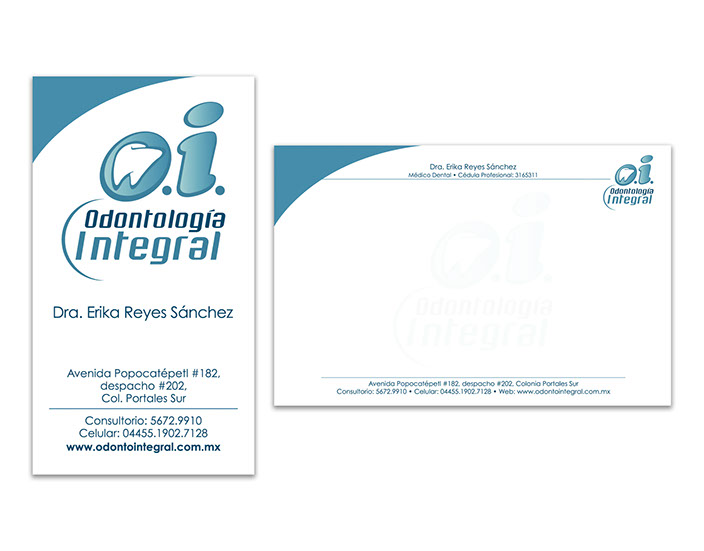 o.i.
Odontología
Integral
Dra. Erika Reyes Sánchez
Avenida Popocatépetl #182,
despacho #202,
Col. Portales Sur
Consultorio: 5672.9910
Celular: 04455.1902.7128
www.odontointegral.com.mx
Dra. Erika Reyes Sánchez
Médico Dental • Cédula Profesional: 3165311
o.i.
Odontología
Integral
o.i.
Odontología
Integral
Avenida Popocatépetl #182, despacho #202, Colonia Portales Sur
Consultorio: 5672.9910 • Celular: 04455.1902.7128 • Web: www.odontointegral.com.mx